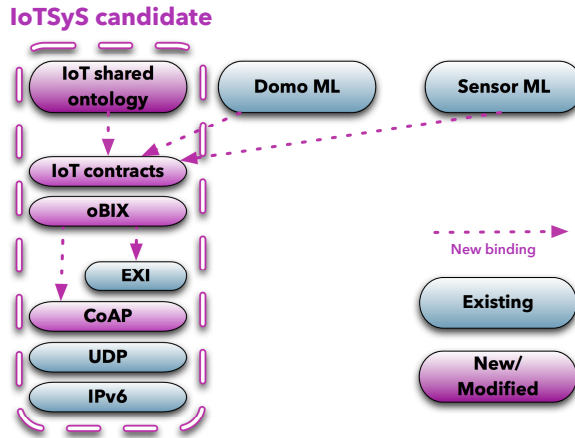 IoTSyS candidate
IoT shared
ontology
Domo ML
Sensor ML
IoT contracts
oBIX
New binding
EXI
Existing
CoAP
UDP
New/
Modified
IPv6